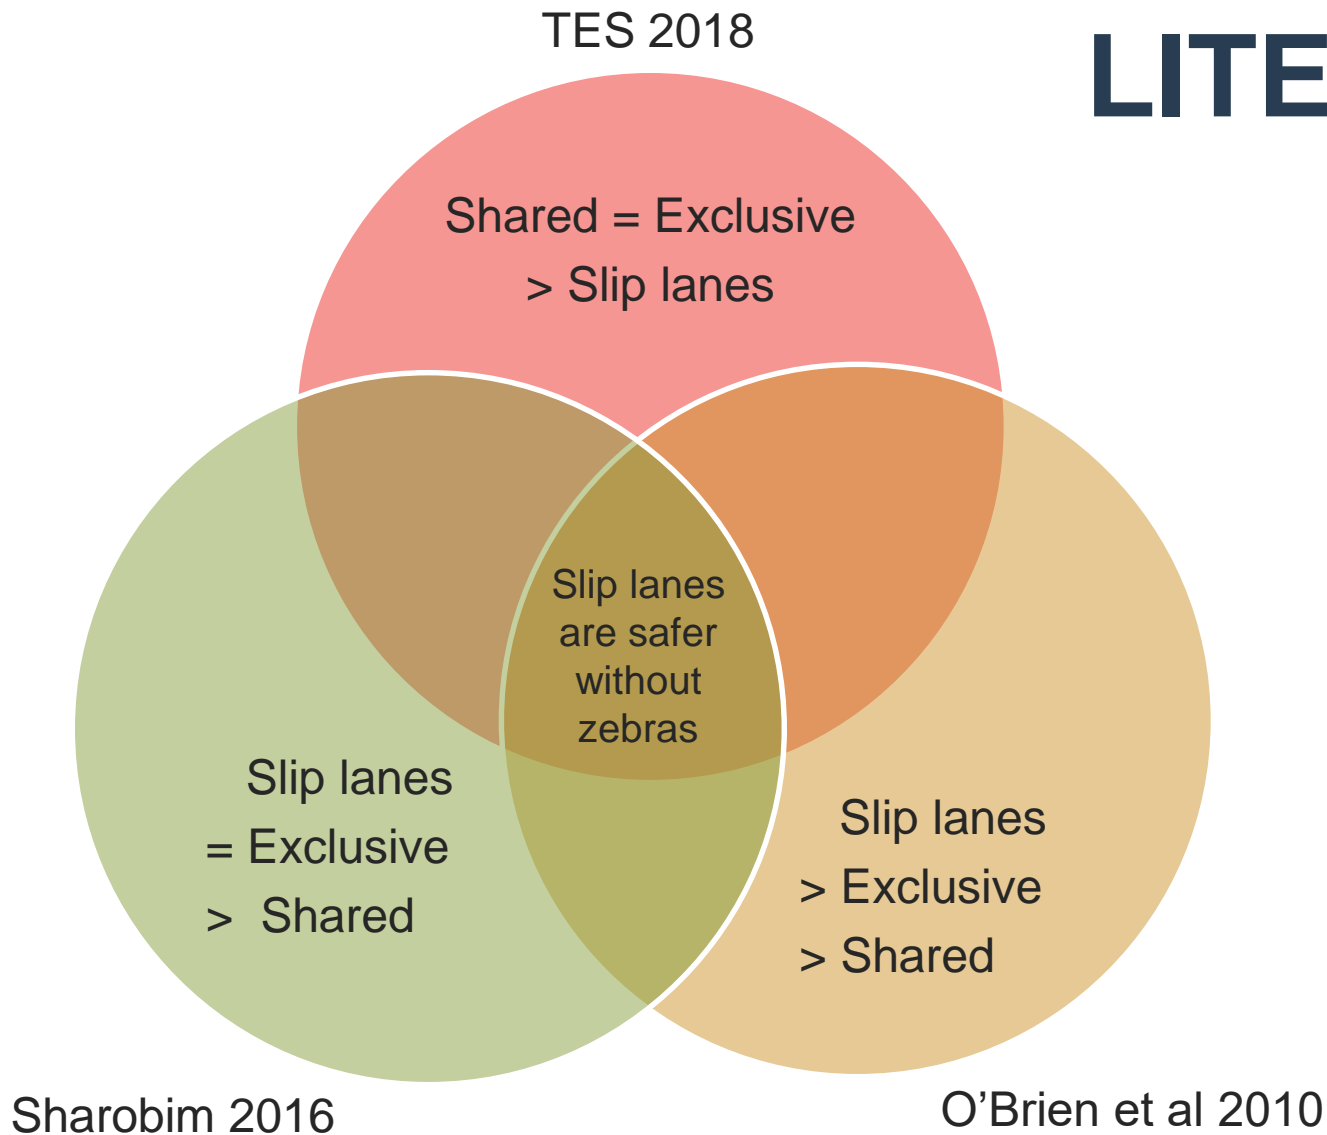 TES 2018
LITE
Shared = Exclusive
> Slip lanes
Slip lanes
are safer
without
zebras
Slip lanes
= Exclusive
> Shared
Slip lanes
> Exclusive
> Shared
Sharobim 2016
O’Brien et al 2010